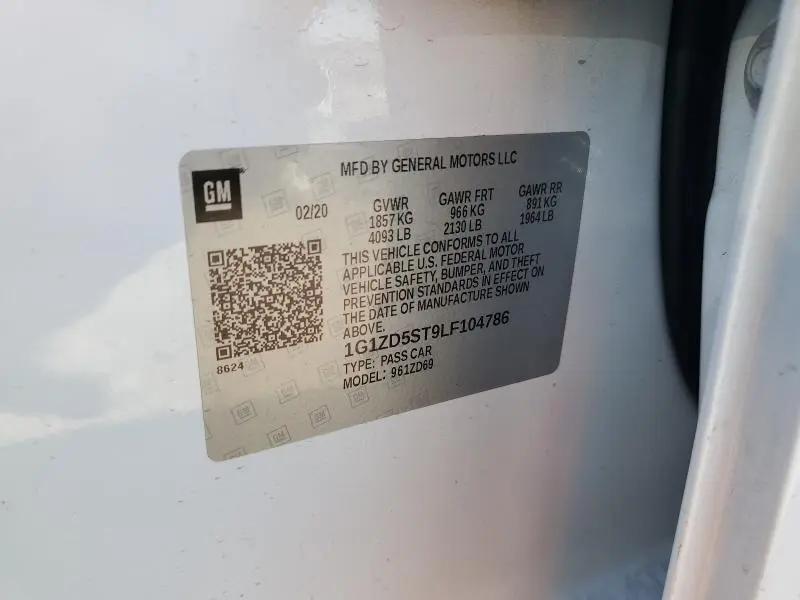 MFD BY GENERAL MOTORS LLC
GM
02/20
GVWR GAWR FRT GAWR RR
1857 KG 966 KG 891 KG
4093 LB 2130 LB 1964 LB
THIS VEHICLE CONFORMS TO ALL
APPLICABLE U.S. FEDERAL MOTOR
VEHICLE SAFETY, BUMPER, AND THEFT
PREVENTION STANDARDS IN EFFECT ON
THE DATE OF MANUFACTURE SHOWN
ABOVE.
1G1ZD5ST9LF104786
TYPE: PASS CAR
MODEL: 961ZD69
8624